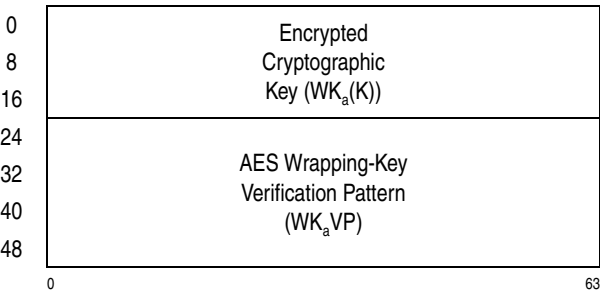 0
8
16
24
32
40
48
Encrypted
Cryptographic
Key (WKa(K))
AES Wrapping-Key
Verification Pattern
(WKaVP)
0 63